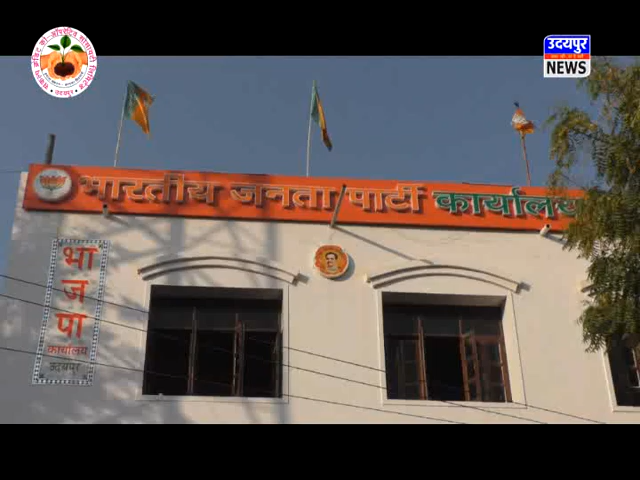 उदयपुर
NEWS
भारतीय जनता पार्टी कार्यालय
भा
ज
पा
कार्यालय
उदयपुर